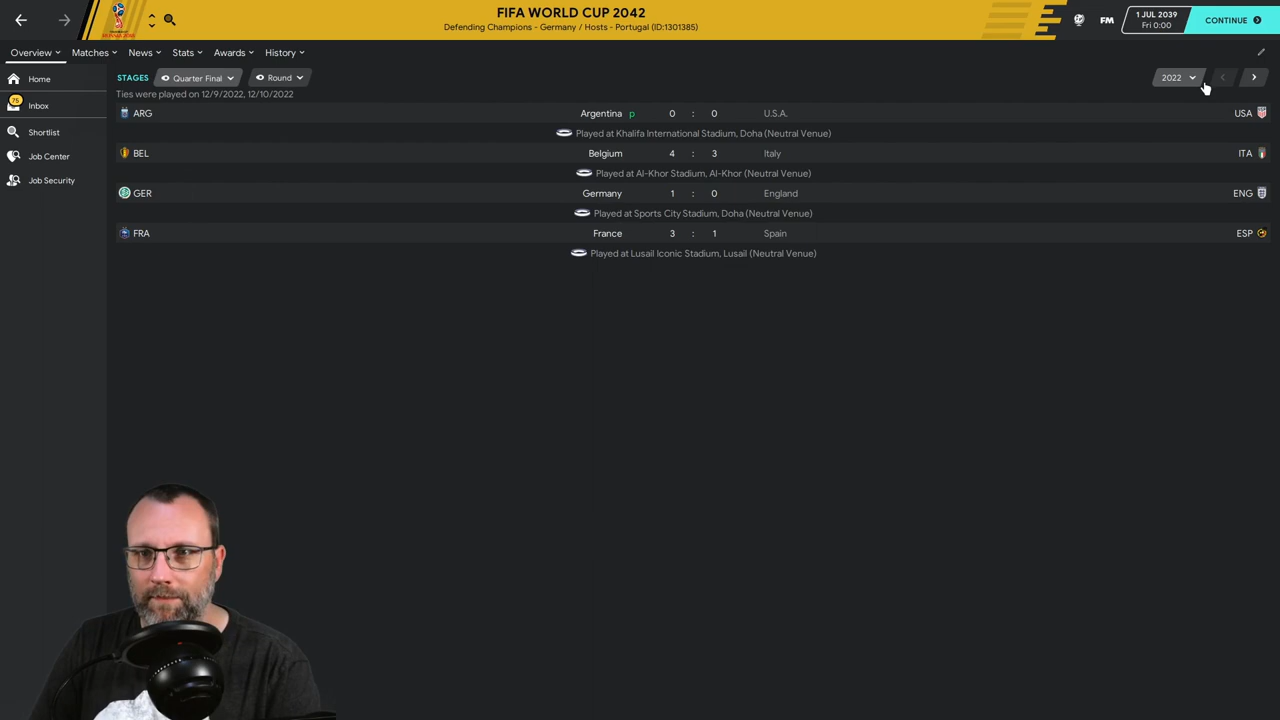 FIFA WORLD CUP 2042
Defending Champions - Germany / Hosts - Portugal (ID:1301385)
FM
1 JUL 2039
Fri 0:00
CONTINUE
Overview
Matches
News
Stats
Awards
History
Home
75
Inbox
Shortlist
Job Center
Job Security
STAGES
Quarter Final
Round
2022
Ties were played on 12/9/2022, 12/10/2022
ARG Argentina p 0 : 0 U.S.A. USA
Played at Khalifa International Stadium, Doha (Neutral Venue)
BEL Belgium 4 : 3 Italy ITA
Played at Al-Khor Stadium, Al-Khor (Neutral Venue)
GER Germany 1 : 0 England ENG
Played at Sports City Stadium, Doha (Neutral Venue)
FRA France 3 : 1 Spain ESP
Played at Lusail Iconic Stadium, Lusail (Neutral Venue)